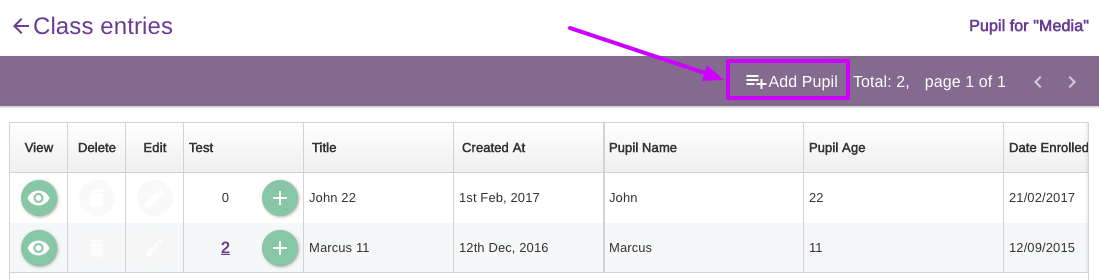 Class entries
Pupil for "Media"
Add Pupil Total: 2, page 1 of 1
View Delete Edit Test Title Created At Pupil Name Pupil Age Date Enrolled
0 John 22 1st Feb, 2017 John 22 21/02/2017
2 Marcus 11 12th Dec, 2016 Marcus 11 12/09/2015